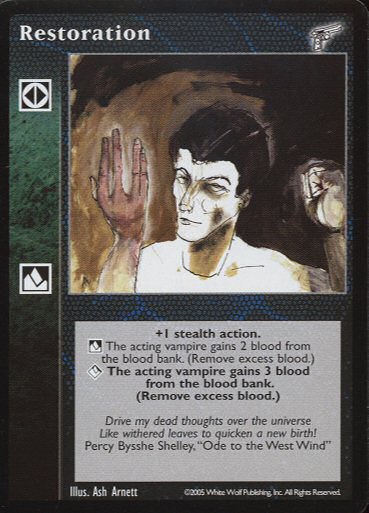 Restoration
+1 stealth action.
The acting vampire gains 2 blood from
the blood bank. (Remove excess blood.)
The acting vampire gains 3 blood
from the blood bank.
(Remove excess blood.)
Drive my dead thoughts over the universe
Like withered leaves to quicken a new birth!
Percy Bysshe Shelley, "Ode to the West Wind"
Illus. Ash Arnett
©2005 White Wolf Publishing, Inc. All Rights Reserved.